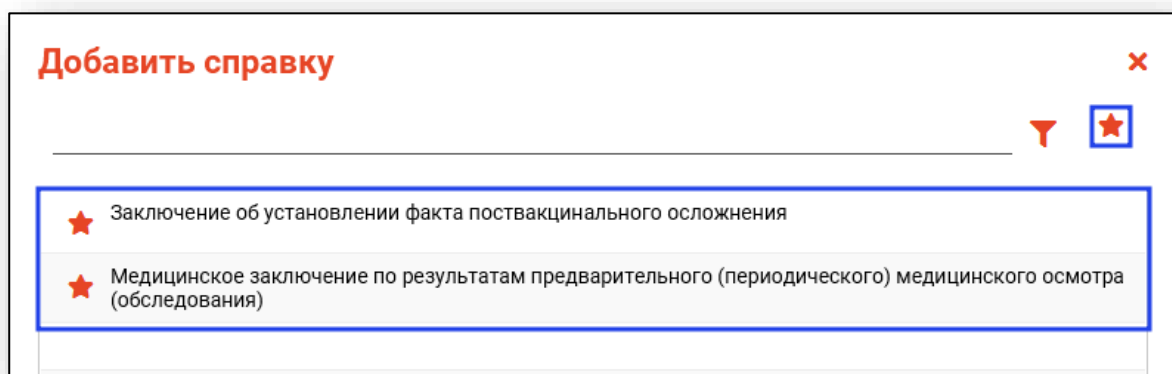 Добавить справку
Заключение об установлении факта поствакцинального осложнения
Медицинское заключение по результатам предварительного (периодического) медицинского осмотра
(обследования)